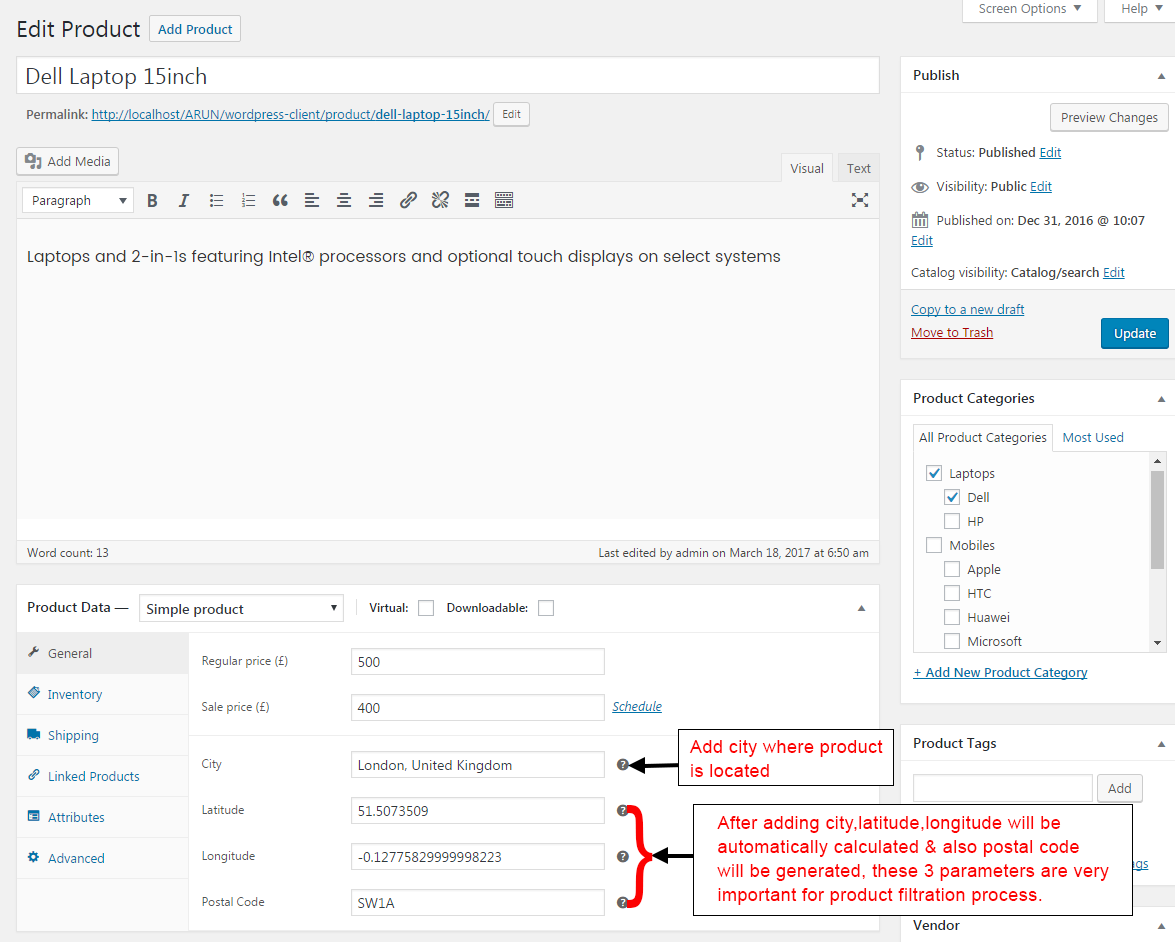 Screen Options ▼ Help ▼
Edit Product Add Product
Dell Laptop 15inch
Permalink: http://localhost/ARUN/wordpress-client/product/dell-laptop-15inch/ Edit
Add Media
Visual Text
Paragraph ▼ B I
Laptops and 2-in-1s featuring Intel® processors and optional touch displays on select systems
Word count: 13 Last edited by admin on March 18, 2017 at 6:50 am
Product Data — Simple product ▼ Virtual: Downloadable:
General
Inventory
Shipping
Linked Products
Attributes
Advanced
Regular price (£) 500
Sale price (£) 400 Schedule
City London, United Kingdom
Latitude 51.5073509
Longitude -0.12775829999998223
Postal Code SW1A
Add city where product
is located
After adding city,latitude,longitude will be
automatically calculated & also postal code
will be generated, these 3 parameters are very
important for product filtration process.
Publish
Preview Changes
Status: Published Edit
Visibility: Public Edit
Published on: Dec 31, 2016 @ 10:07
Edit
Catalog visibility: Catalog/search Edit
Copy to a new draft
Move to Trash
Update
Product Categories
All Product Categories Most Used
Laptops
Dell
HP
Mobiles
Apple
HTC
Huawei
Microsoft
+ Add New Product Category
Product Tags
Add
Vendor